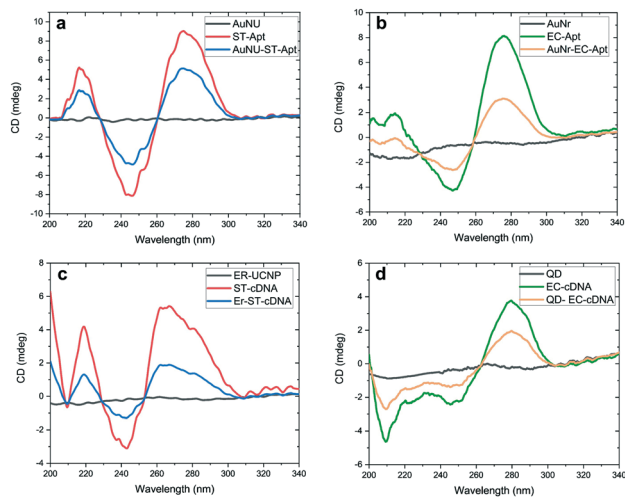 a
AuNU
ST-Apt
AuNU-ST-Apt
CD (mdeg)
10
8
6
4
2
0
-2
-4
-6
-8
-10
200 220 240 260 280 300 320 340
Wavelength (nm)
b
AuNr
EC-Apt
AuNr-EC-Apt
CD (mdeg)
10
8
6
4
2
0
-2
-4
-6
200 220 240 260 280 300 320 340
Wavelength (nm)
c
ER-UCNP
ST-cDNA
Er-ST-cDNA
CD (mdeg)
8
6
4
2
0
-2
-4
200 220 240 260 280 300 320 340
Wavelength (nm)
d
QD
EC-cDNA
QD- EC-cDNA
CD (mdeg)
6
4
2
0
-2
-4
-6
200 220 240 260 280 300 320 340
Wavelength (nm)